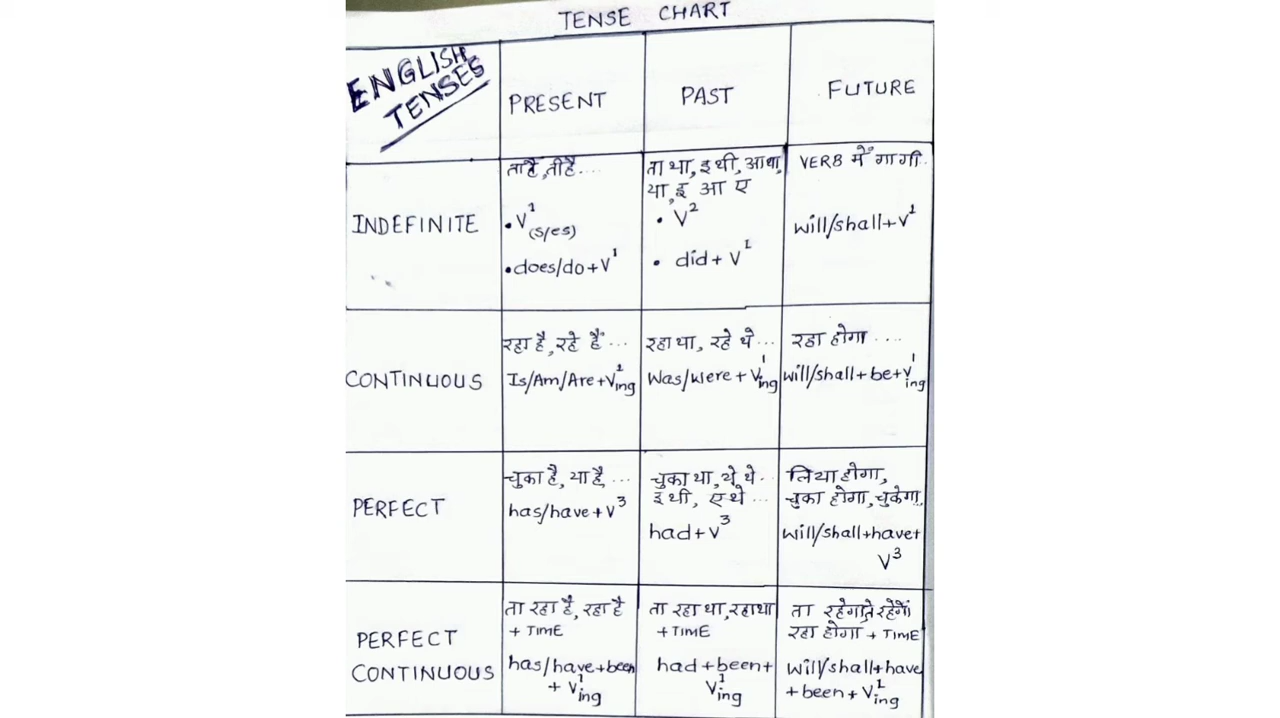 TENSE CHART
ENGLISH
TENSES
PRESENT
PAST
FUTURE
INDEFINITE
ता है, ती है....
• V¹
(s/es)
• does/do + V¹
ता था, इ थी, आ था,
या, इ आ ए
• V²
• did + V¹
VERB में गा गी..
will/shall + V¹
CONTINUOUS
रहा है, रहे हैं ...
Is/Am/Are + V¹ing
रहा था, रहे थे ...
Was/Were + V¹ing
रहा होगा ....
will/shall + be + V¹ing
PERFECT
चुका है, या है, ...
has/have + V³
चुका था, ये थे..
इ थी, ए थे ...
had + V³
लिया होगा,
चुका होगा, चुकेगा
will/shall + have +
V³
PERFECT
CONTINUOUS
ता रहा है, रहा है
+ TIME
has/have + been
+ V¹ing
ता रहा था, रहा था
+ TIME
had + been +
V¹ing
ता रहेगा, ते रहेंगे
रहा होगा + TIME
will/shall + have
+ been + V¹ing